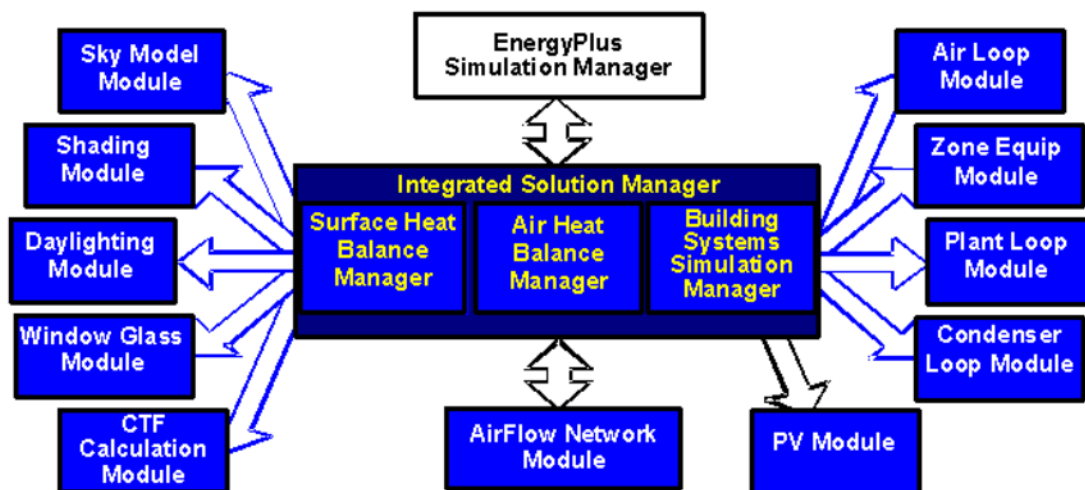 EnergyPlus
Simulation Manager
Sky Model
Module
Shading
Module
Daylighting
Module
Window Glass
Module
CTF
Calculation
Module
Integrated Solution Manager
Surface Heat
Balance
Manager
Air Heat
Balance
Manager
Building
Systems
Simulation
Manager
AirFlow Network
Module
Air Loop
Module
Zone Equip
Module
Plant Loop
Module
Condenser
Loop Module
PV Module